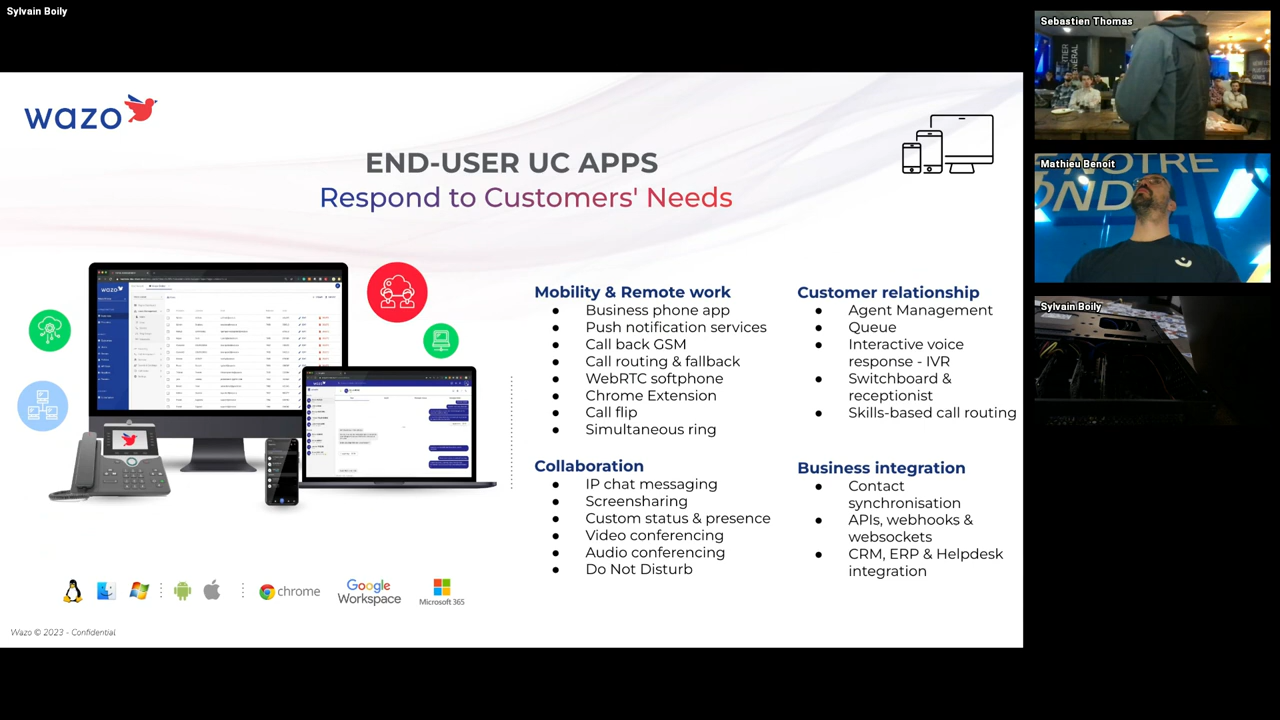 Sylvain Boily
wazo
END-USER UC APPS
Respond to Customers' Needs
Mobility & Remote work
● Business phone app
● Push notification services
● Call back GSM
● Call routing & fallback
● WebRTC softphone
● Chrome Extension
● Call flip
● Simultaneous ring
Collaboration
● IP chat messaging
● Screensharing
● Custom status & presence
● Video conferencing
● Audio conferencing
● Do Not Disturb
Customer relationship
● Agent Management
● Queue
● Interactive voice
response - IVR
● Switchboard &
receptionist
● Skills-based call routing
Business integration
● Contact
synchronisation
● APIs, webhooks &
websockets
● CRM, ERP & Helpdesk
integration
wazo
wazo
chrome
Google
Workspace
Microsoft 365
Wazo © 2023 - Confidential
Sebastien Thomas
Mathieu Benoit
NOTRE
Sylvain Boily